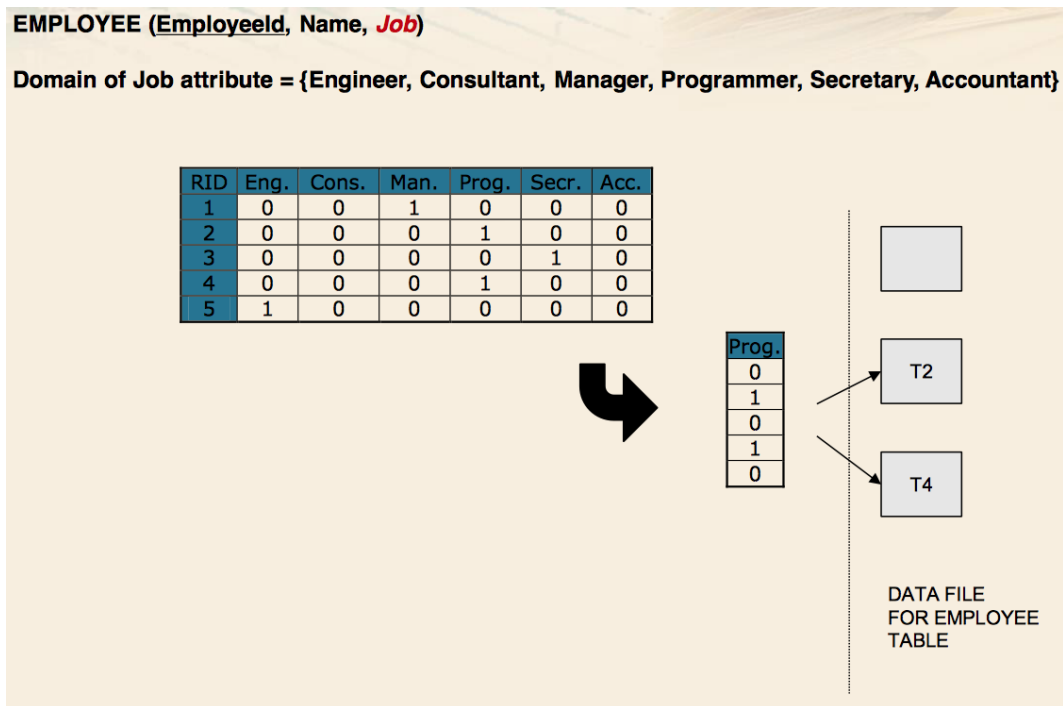 EMPLOYEE (EmployeeId, Name, Job)
Domain of Job attribute = {Engineer, Consultant, Manager, Programmer, Secretary, Accountant}
RID Eng. Cons. Man. Prog. Secr. Acc.
1 0 0 1 0 0 0
2 0 0 0 1 0 0
3 0 0 0 0 1 0
4 0 0 0 1 0 0
5 1 0 0 0 0 0
Prog.
0
1
0
1
0
T2
T4
DATA FILE
FOR EMPLOYEE
TABLE